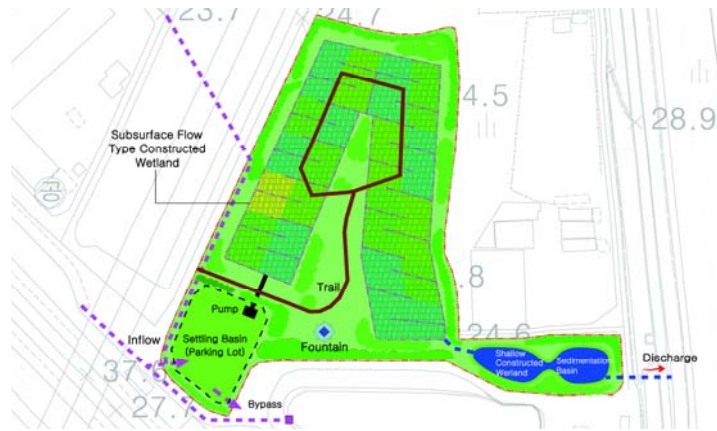 23.7
24.7
4.5
28.9
Subsurface Flow
Type Constructed
Wetland
.8
Trail
Pump
24.6
Inflow
Settling Basin
(Parking Lot)
Fountain
Shallow
Constructed
Wetland
Sedimentation
Basin
Discharge
37.
27.7
Bypass